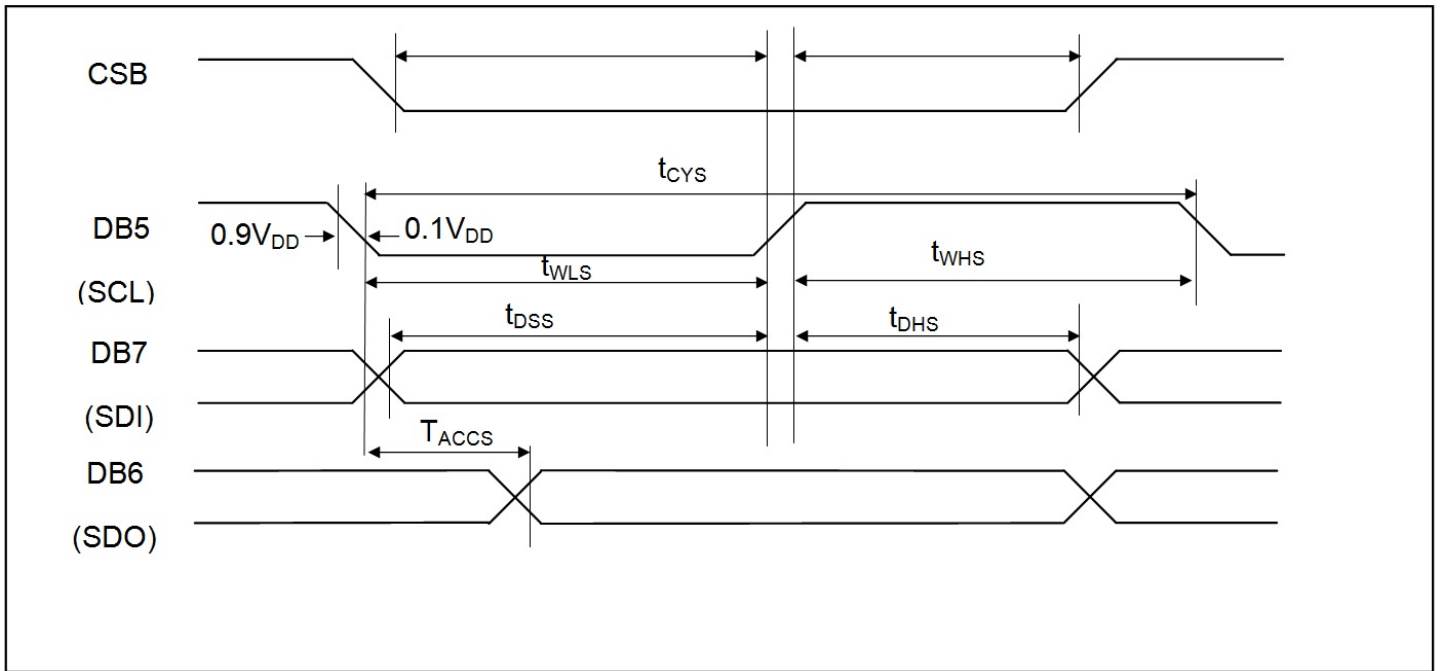 CSB
tCYS
DB5
0.9VDD
0.1VDD
tWHS
tWLS
(SCL)
tDSS
tDHS
DB7
(SDI)
TACCS
DB6
(SDO)